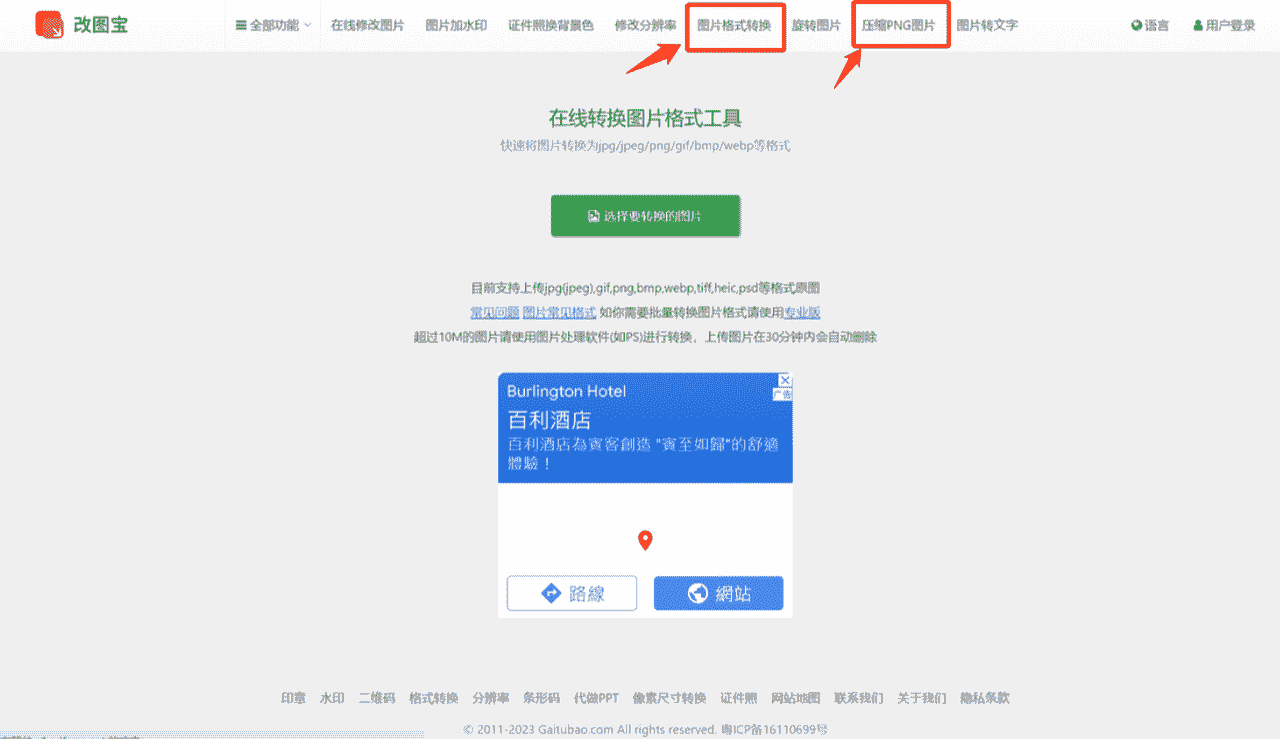 改图宝
全部功能 在线修改图片 图片加水印 证件照换背景色 修改分辨率 图片格式转换 旋转图片 压缩PNG图片 图片转文字 语言 用户登录
在线转换图片格式工具
快速将图片转换为jpg/jpeg/png/gif/bmp/webp等格式
选择要转换的图片
目前支持上传jpg(jpeg),gif,png,bmp,webp,tiff,heic,psd等格式原图
常见问题 图片常见格式 如你需要批量转换图片格式请使用专业版
超过10M的图片请使用图片处理软件(如PS)进行转换，上传图片在30分钟内会自动删除
Burlington Hotel
广告
百利酒店
百利酒店為賓客創造 "賓至如歸"的舒適
體驗！
路線 網站
印章 水印 二维码 格式转换 分辨率 条形码 代做PPT 像素尺寸转换 证件照 网站地图 联系我们 关于我们 隐私条款
© 2011-2023 Gaitubao.com All rights reserved. 粤ICP备16110699号